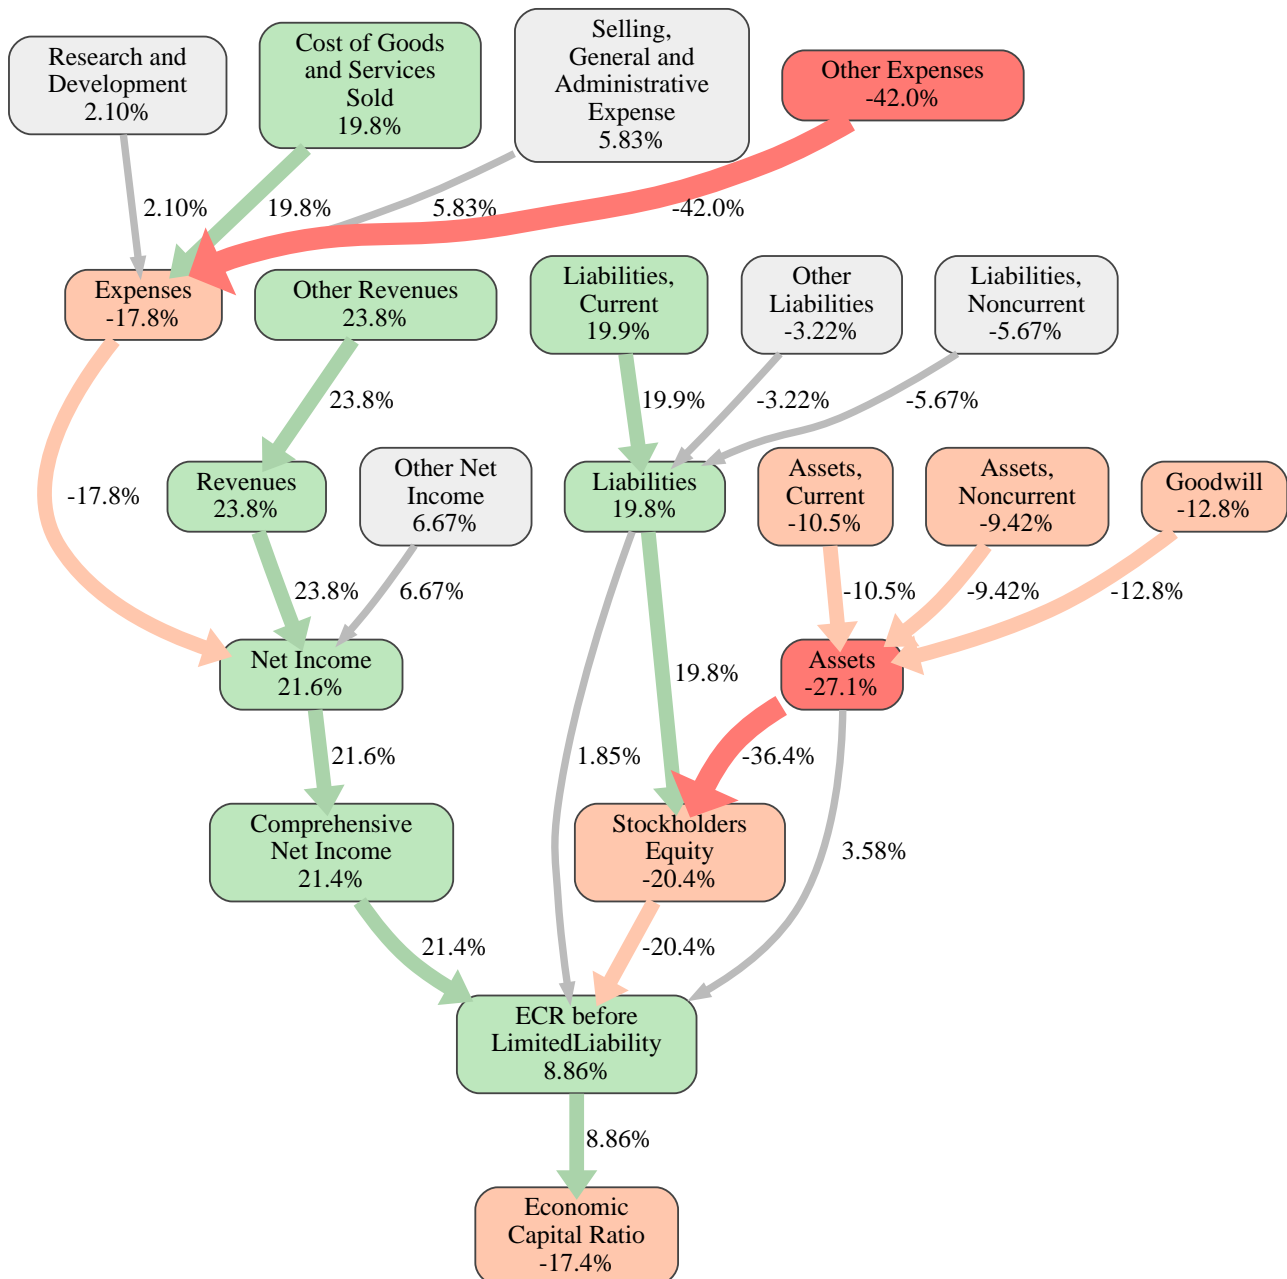 Research and
Development
2.10%
Cost of Goods
and Services
Sold
19.8%
Selling,
General and
Administrative
Expense
5.83%
Other Expenses
-42.0%
2.10%
19.8%
5.83%
-42.0%
Expenses
-17.8%
Other Revenues
23.8%
Liabilities,
Current
19.9%
Other
Liabilities
-3.22%
Liabilities,
Noncurrent
-5.67%
23.8%
19.9%
-3.22%
-5.67%
-17.8%
Revenues
23.8%
Other Net
Income
6.67%
Liabilities
19.8%
Assets,
Current
-10.5%
Assets,
Noncurrent
-9.42%
Goodwill
-12.8%
23.8%
6.67%
-10.5%
-9.42%
-12.8%
Net Income
21.6%
19.8%
Assets
-27.1%
21.6%
1.85%
-36.4%
Comprehensive
Net Income
21.4%
Stockholders
Equity
-20.4%
3.58%
21.4%
-20.4%
ECR before
LimitedLiability
8.86%
8.86%
Economic
Capital Ratio
-17.4%